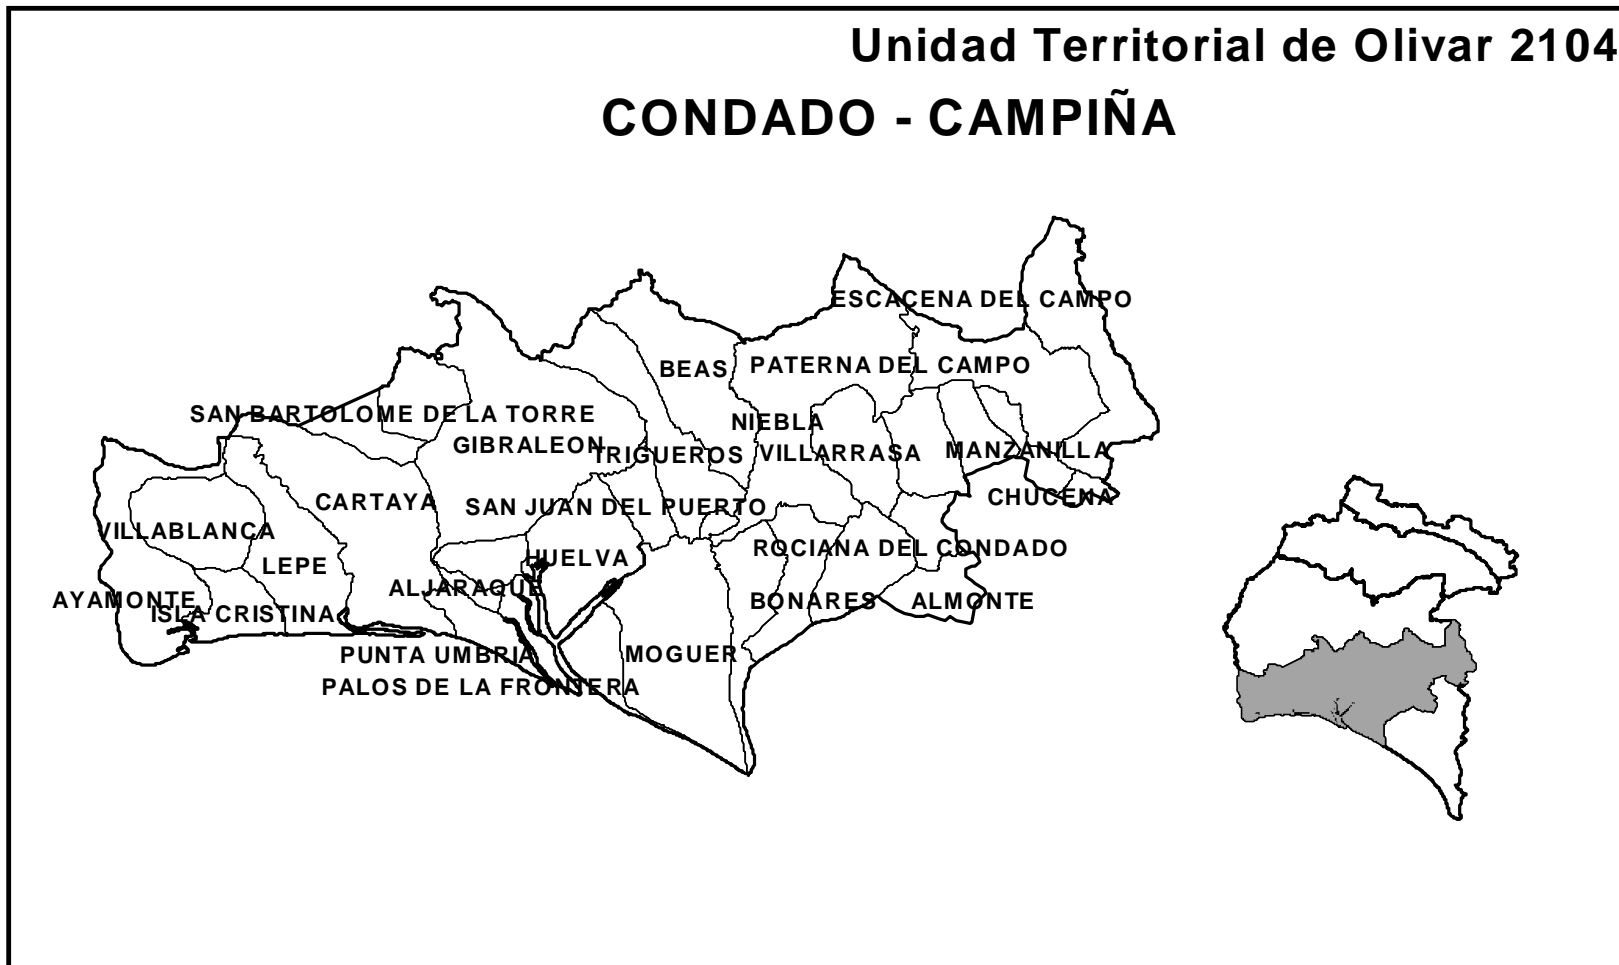 Unidad Territorial de Olivar 2104
CONDADO - CAMPIÑA
ESCACENA DEL CAMPO
BEAS
PATERNA DEL CAMPO
SAN BARTOLOME DE LA TORRE
NIEBLA
GIBRALEON
TRIGUEROS
VILLARRASA
MANZANILLA
CARTAYA
SAN JUAN DEL PUERTO
CHUCENA
VILLABLANCA
LEPE
HUELVA
ROCIANA DEL CONDADO
ALJARAQUE
AYAMONTE
ISLA CRISTINA
BONARES
ALMONTE
PUNTA UMBRIA
MOGUER
PALOS DE LA FRONTERA